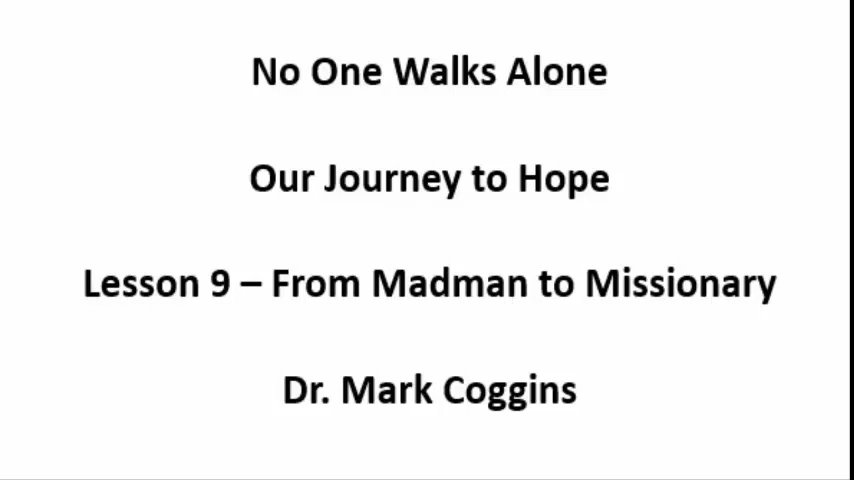 No One Walks Alone
Our Journey to Hope
Lesson 9 – From Madman to Missionary
Dr. Mark Coggins